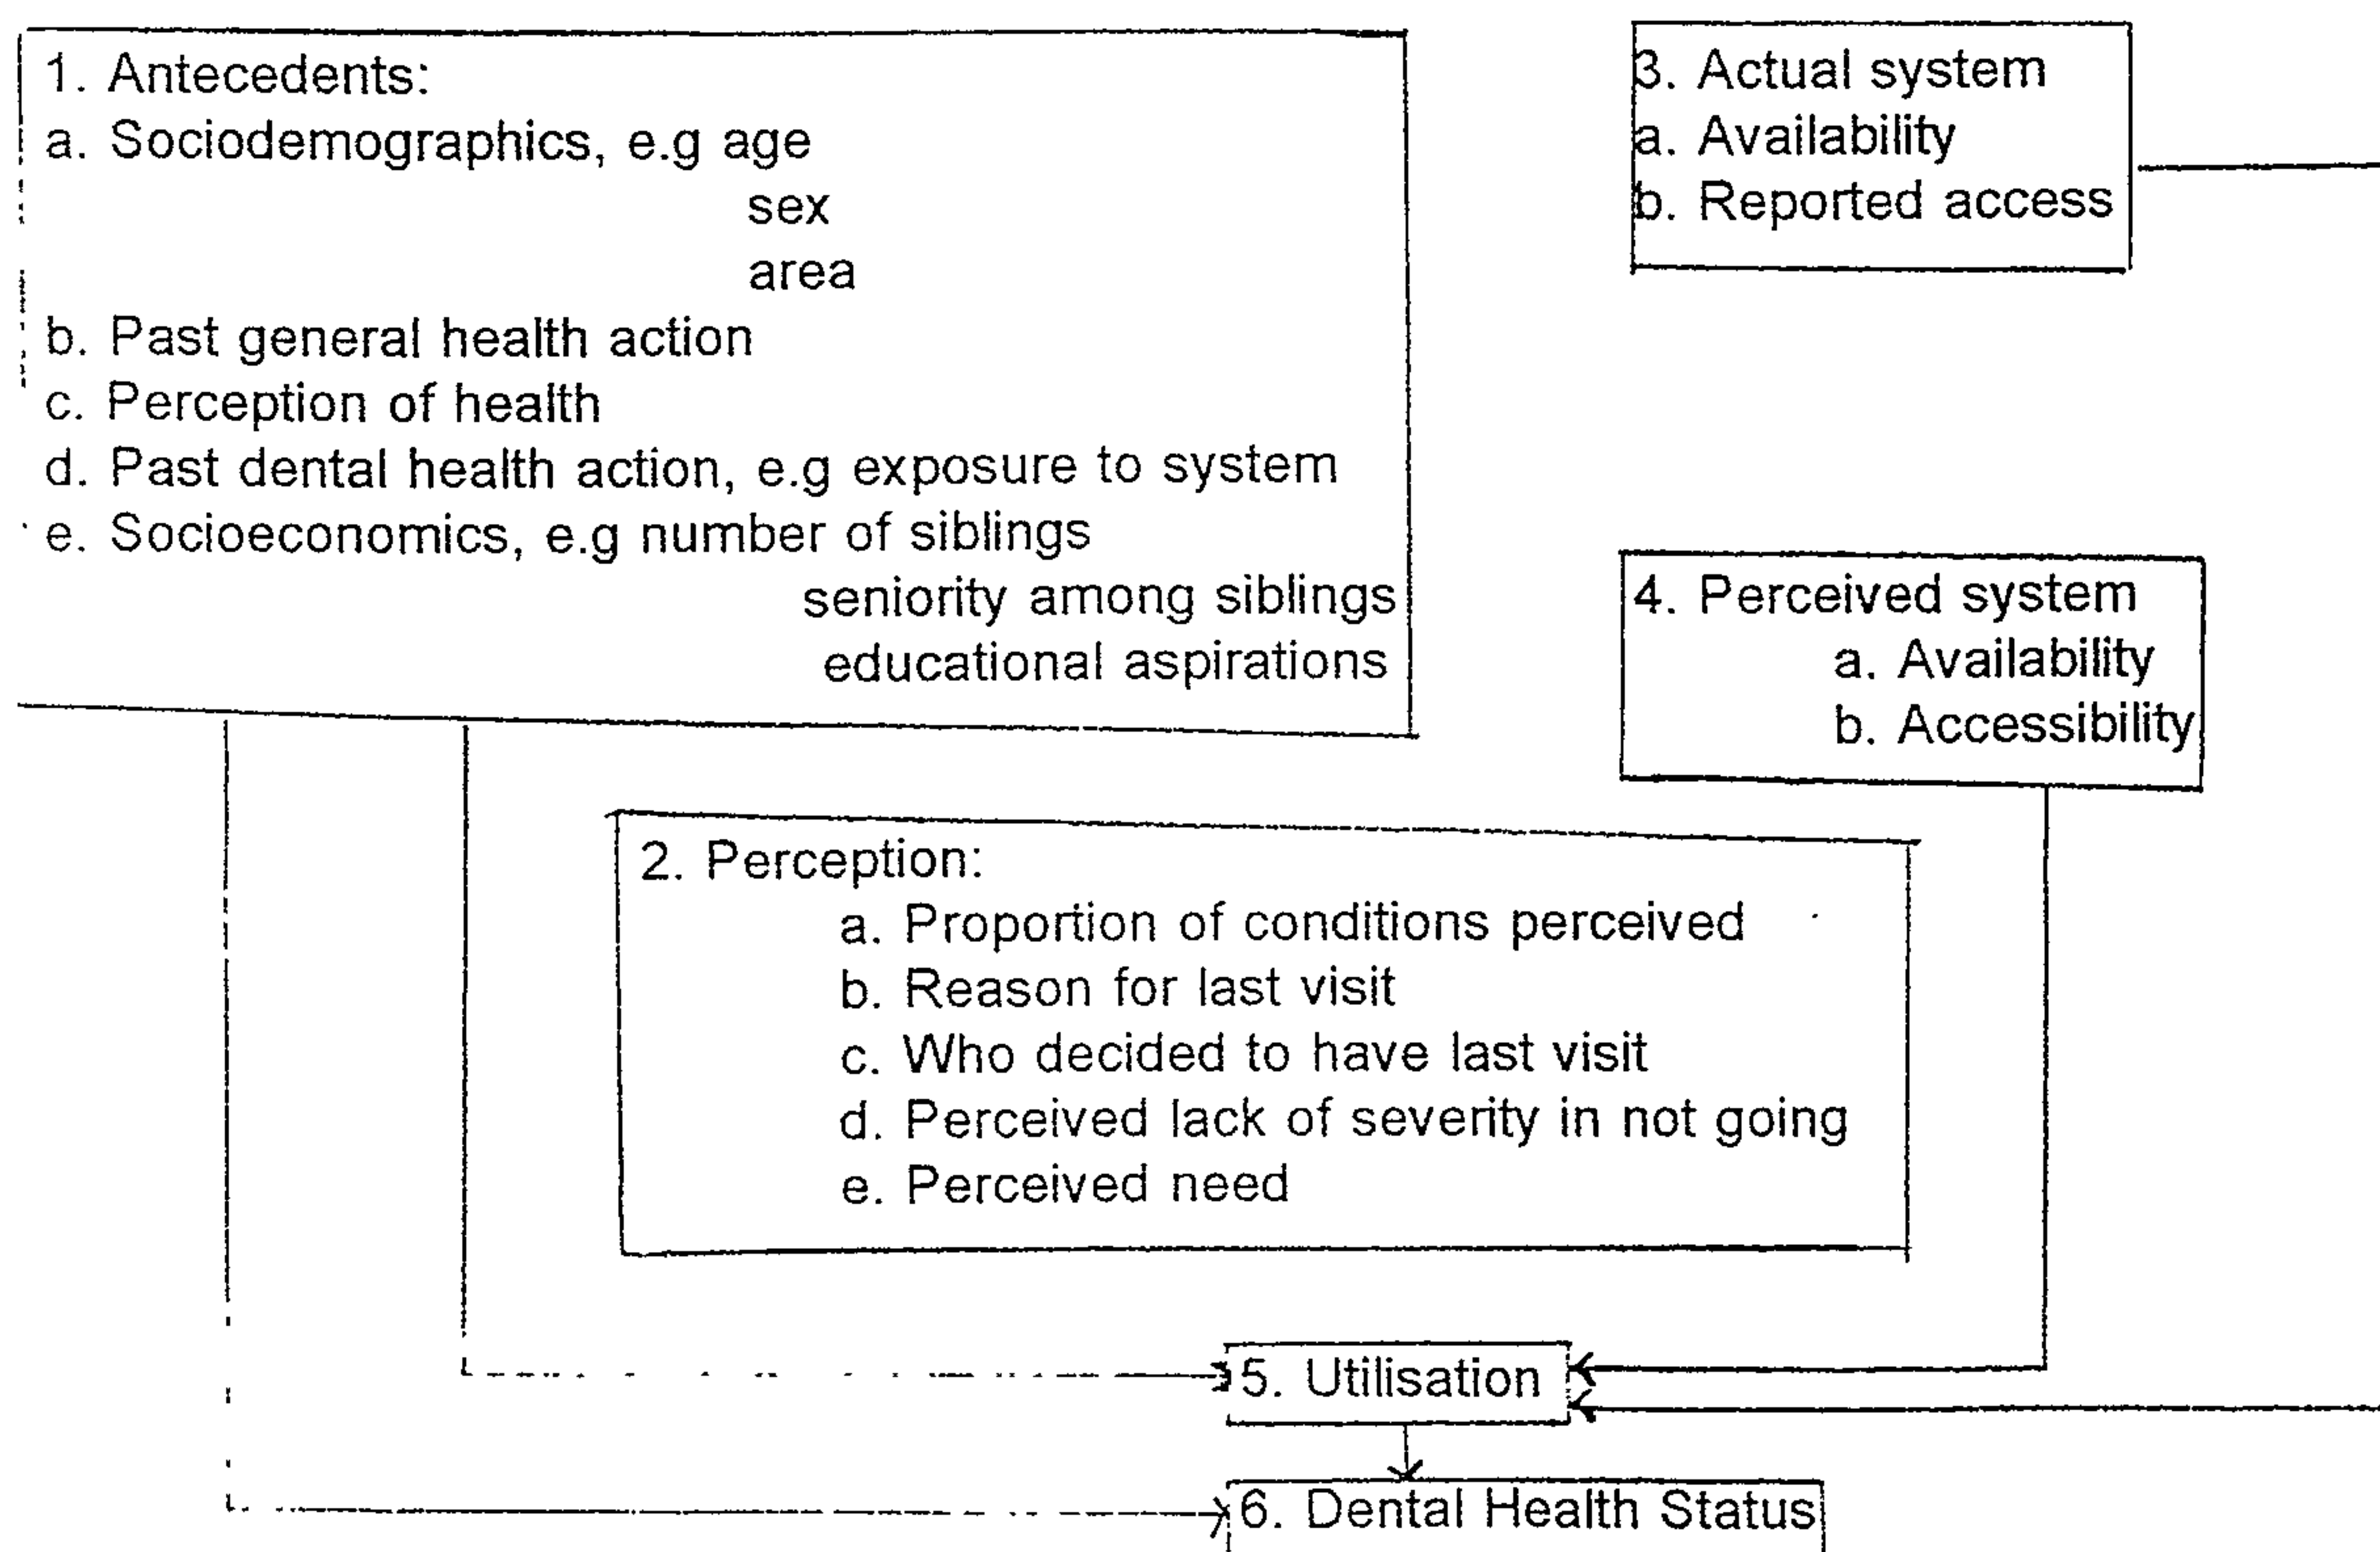 1. Antecedents:
a. Sociodemographics, e.g age
sex
area
b. Past general health action
c. Perception of health
d. Past dental health action, e.g exposure to system
e. Socioeconomics, e.g number of siblings
seniority among siblings
educational aspirations
3. Actual system
a. Availability
b. Reported access
4. Perceived system
a. Availability
b. Accessibility
2. Perception:
a. Proportion of conditions perceived
b. Reason for last visit
c. Who decided to have last visit
d. Perceived lack of severity in not going
e. Perceived need
5. Utilisation
6. Dental Health Status